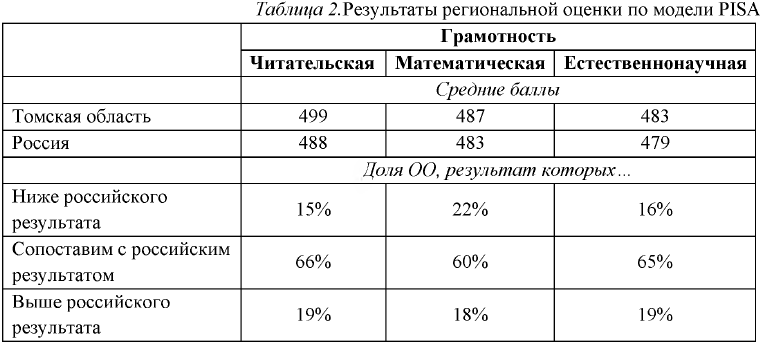 Таблица 2.Результаты региональной оценки по модели PISA
Грамотность
Читательская Математическая Естественнонаучная
Средние баллы
Томская область 499 487 483
Россия 488 483 479
Доля ОО, результат которых…
Ниже российского
результата 15% 22% 16%
Сопоставим с российским
результатом 66% 60% 65%
Выше российского
результата 19% 18% 19%